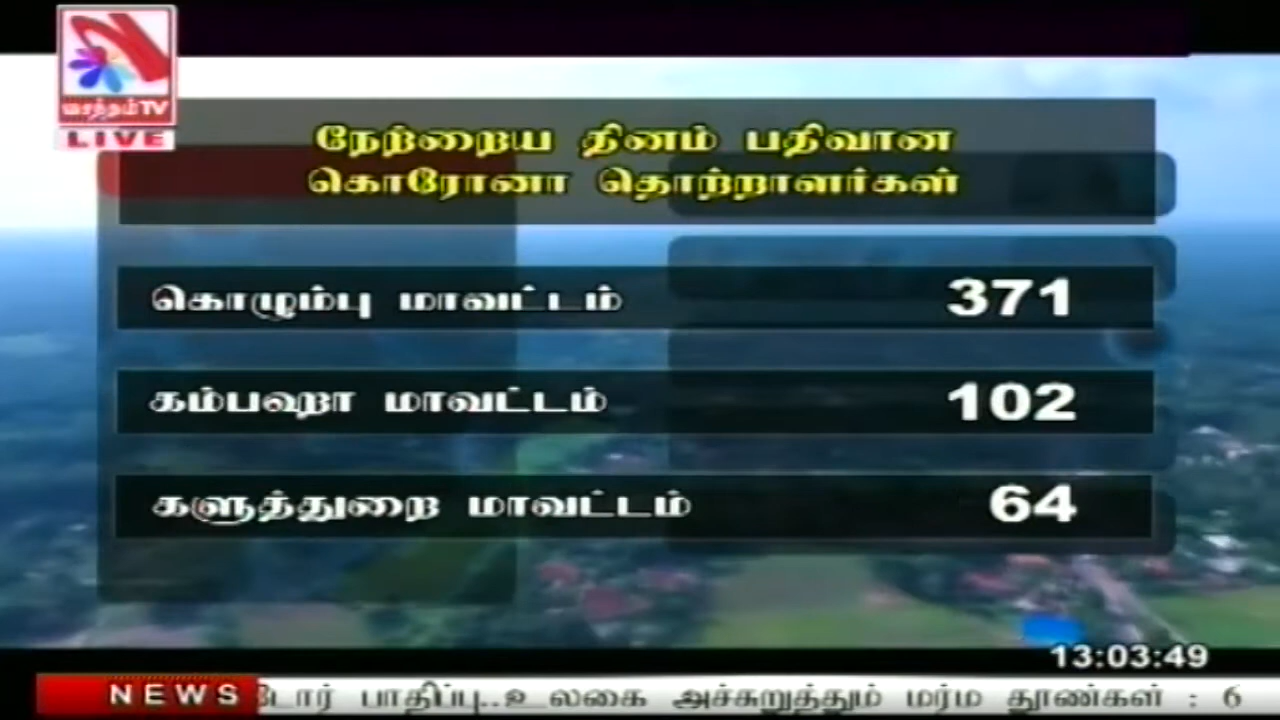 வசந்தம்TV
LIVE
நேற்றைய தினம் பதிவான
கொரோனா தொற்றாளர்கள்
கொழும்பு மாவட்டம் 371
கம்பஹா மாவட்டம் 102
களுத்துறை மாவட்டம் 64
13:03:49
NEWS டோர் பாதிப்பு..உலகை அச்சுறுத்தும் மர்ம தூண்கள் : 6